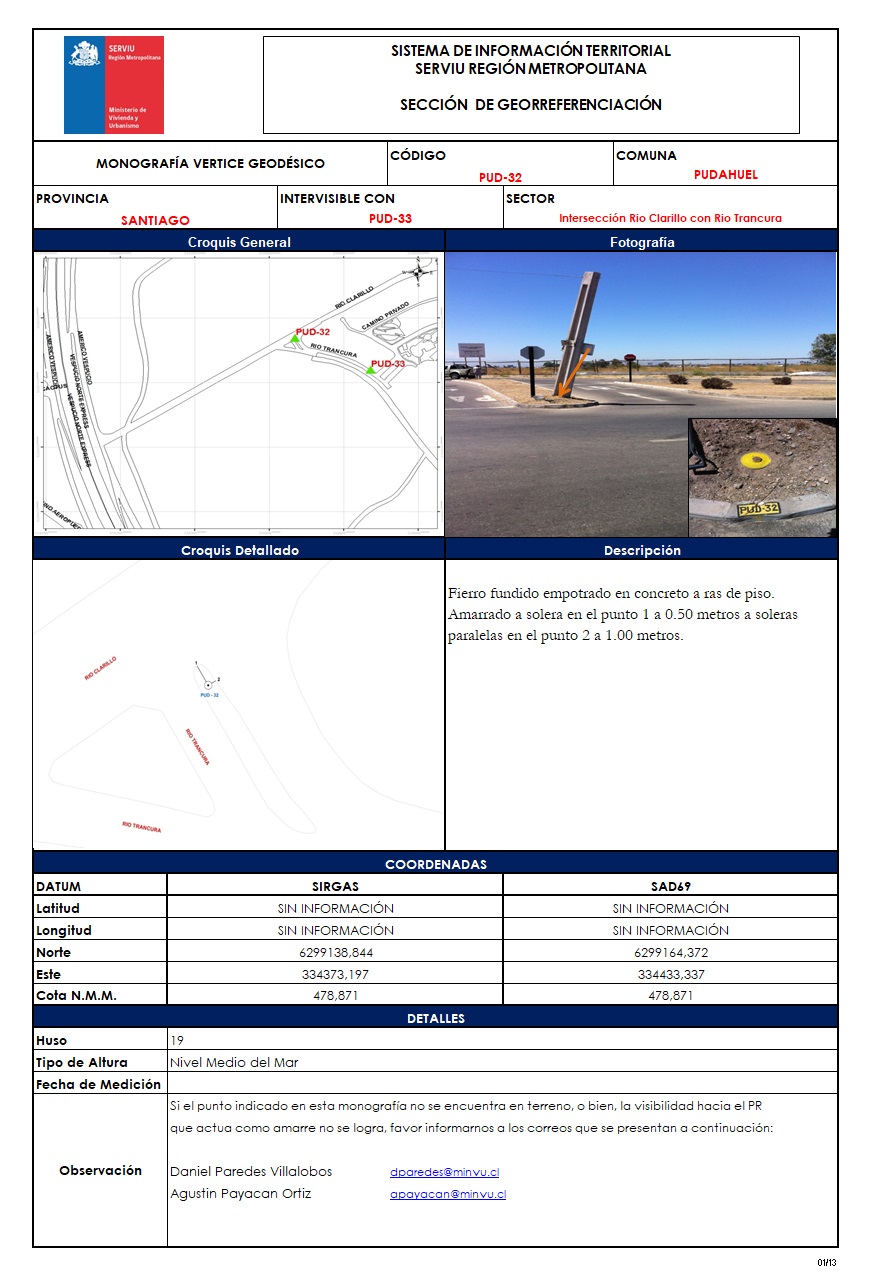 SERVIU
Región Metropolitana
Ministerio de
Vivienda y
Urbanismo
SISTEMA DE INFORMACIÓN TERRITORIAL
SERVIU REGIÓN METROPOLITANA
SECCIÓN DE GEORREFERENCIACIÓN
MONOGRAFÍA VERTICE GEODÉSICO
CÓDIGO
PUD-32
COMUNA
PUDAHUEL
PROVINCIA
SANTIAGO
INTERVISIBLE CON
PUD-33
SECTOR
Intersección Rio Clarillo con Rio Trancura
Croquis General
Fotografía
N
W
E
S
RIO CLARILLO
CAMINO PRIVADO
PUD-32
RIO TRANCURA
PUD-33
AMERICO VESPUCIO
AMERICO VESPUCIO
VESPUCIO NORTE EXPRESS
VESPUCIO NORTE EXPRESS
PUD-32
Croquis Detallado
Descripción
RIO CLARILLO
1
2
PUD - 32
RIO TRANCURA
RIO TRANCURA
Fierro fundido empotrado en concreto a ras de piso.
Amarrado a solera en el punto 1 a 0.50 metros a soleras
paralelas en el punto 2 a 1.00 metros.
COORDENADAS
DATUM SIRGAS SAD69
Latitud SIN INFORMACIÓN SIN INFORMACIÓN
Longitud SIN INFORMACIÓN SIN INFORMACIÓN
Norte 6299138,844 6299164,372
Este 334373,197 334433,337
Cota N.M.M. 478,871 478,871
DETALLES
Huso 19
Tipo de Altura Nivel Medio del Mar
Fecha de Medición
Observación
Si el punto indicado en esta monografía no se encuentra en terreno, o bien, la visibilidad hacia el PR
que actua como amarre no se logra, favor informarnos a los correos que se presentan a continuación:
Daniel Paredes Villalobos dparedes@minvu.cl
Agustin Payacan Ortiz apayacan@minvu.cl
01/13